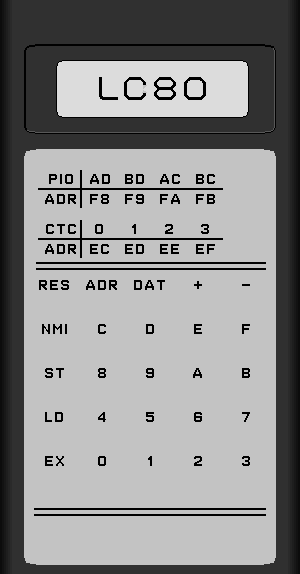 LC80
PIO AD BD AC BC
ADR F8 F9 FA FB
CTC 0 1 2 3
ADR EC ED EE EF
RES ADR DAT + -
NMI C D E F
ST 8 9 A B
LD 4 5 6 7
EX 0 1 2 3